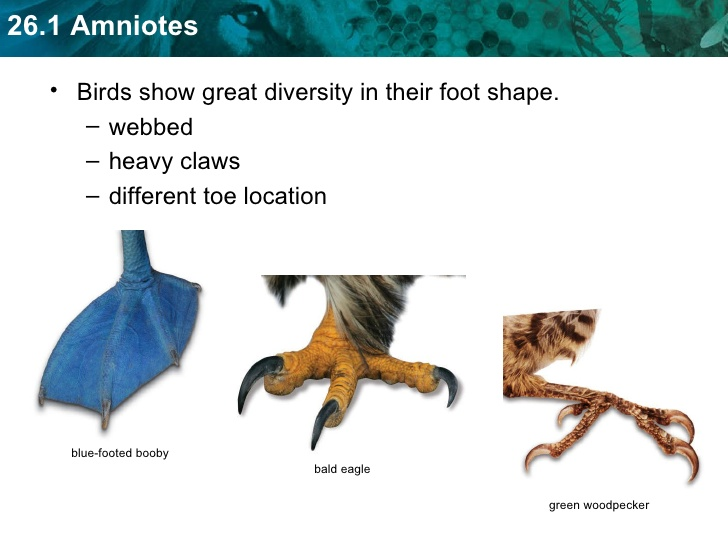 26.1 Amniotes
• Birds show great diversity in their foot shape.
– webbed
– heavy claws
– different toe location
blue-footed booby
bald eagle
green woodpecker